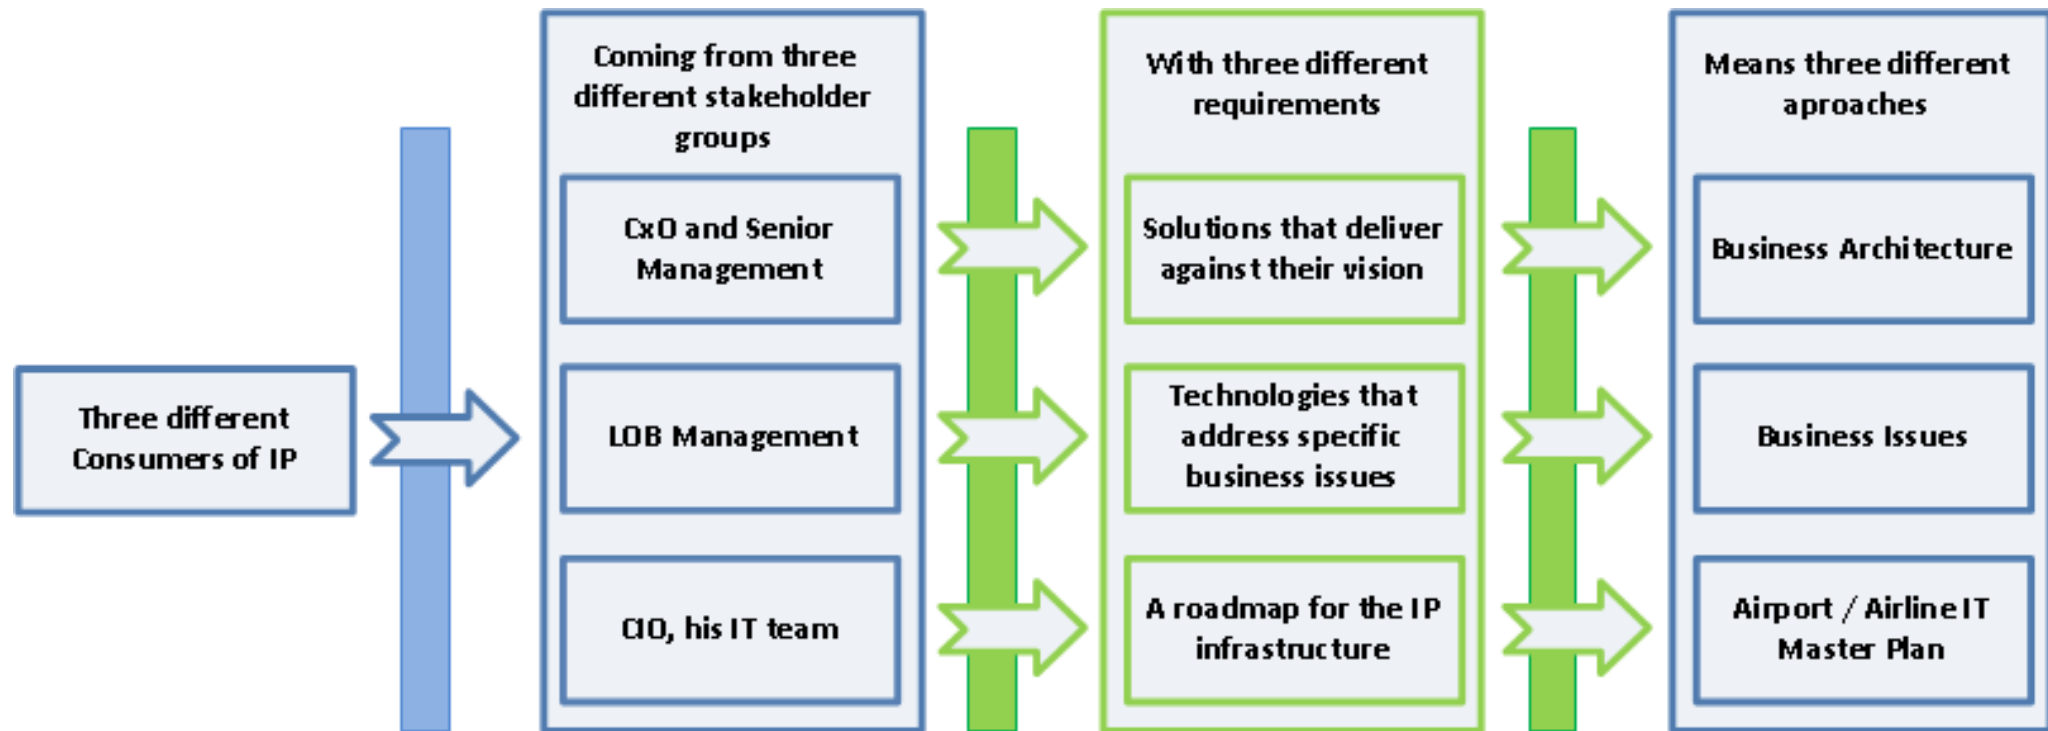 Three different
Consumers of IP
Coming from three
different stakeholder
groups
CxO and Senior
Management
LOB Management
CIO, his IT team
With three different
requirements
Solutions that deliver
against their vision
Technologies that
address specific
business issues
A roadmap for the IP
infrastructure
Means three different
aproaches
Business Architecture
Business Issues
Airport / Airline IT
Master Plan